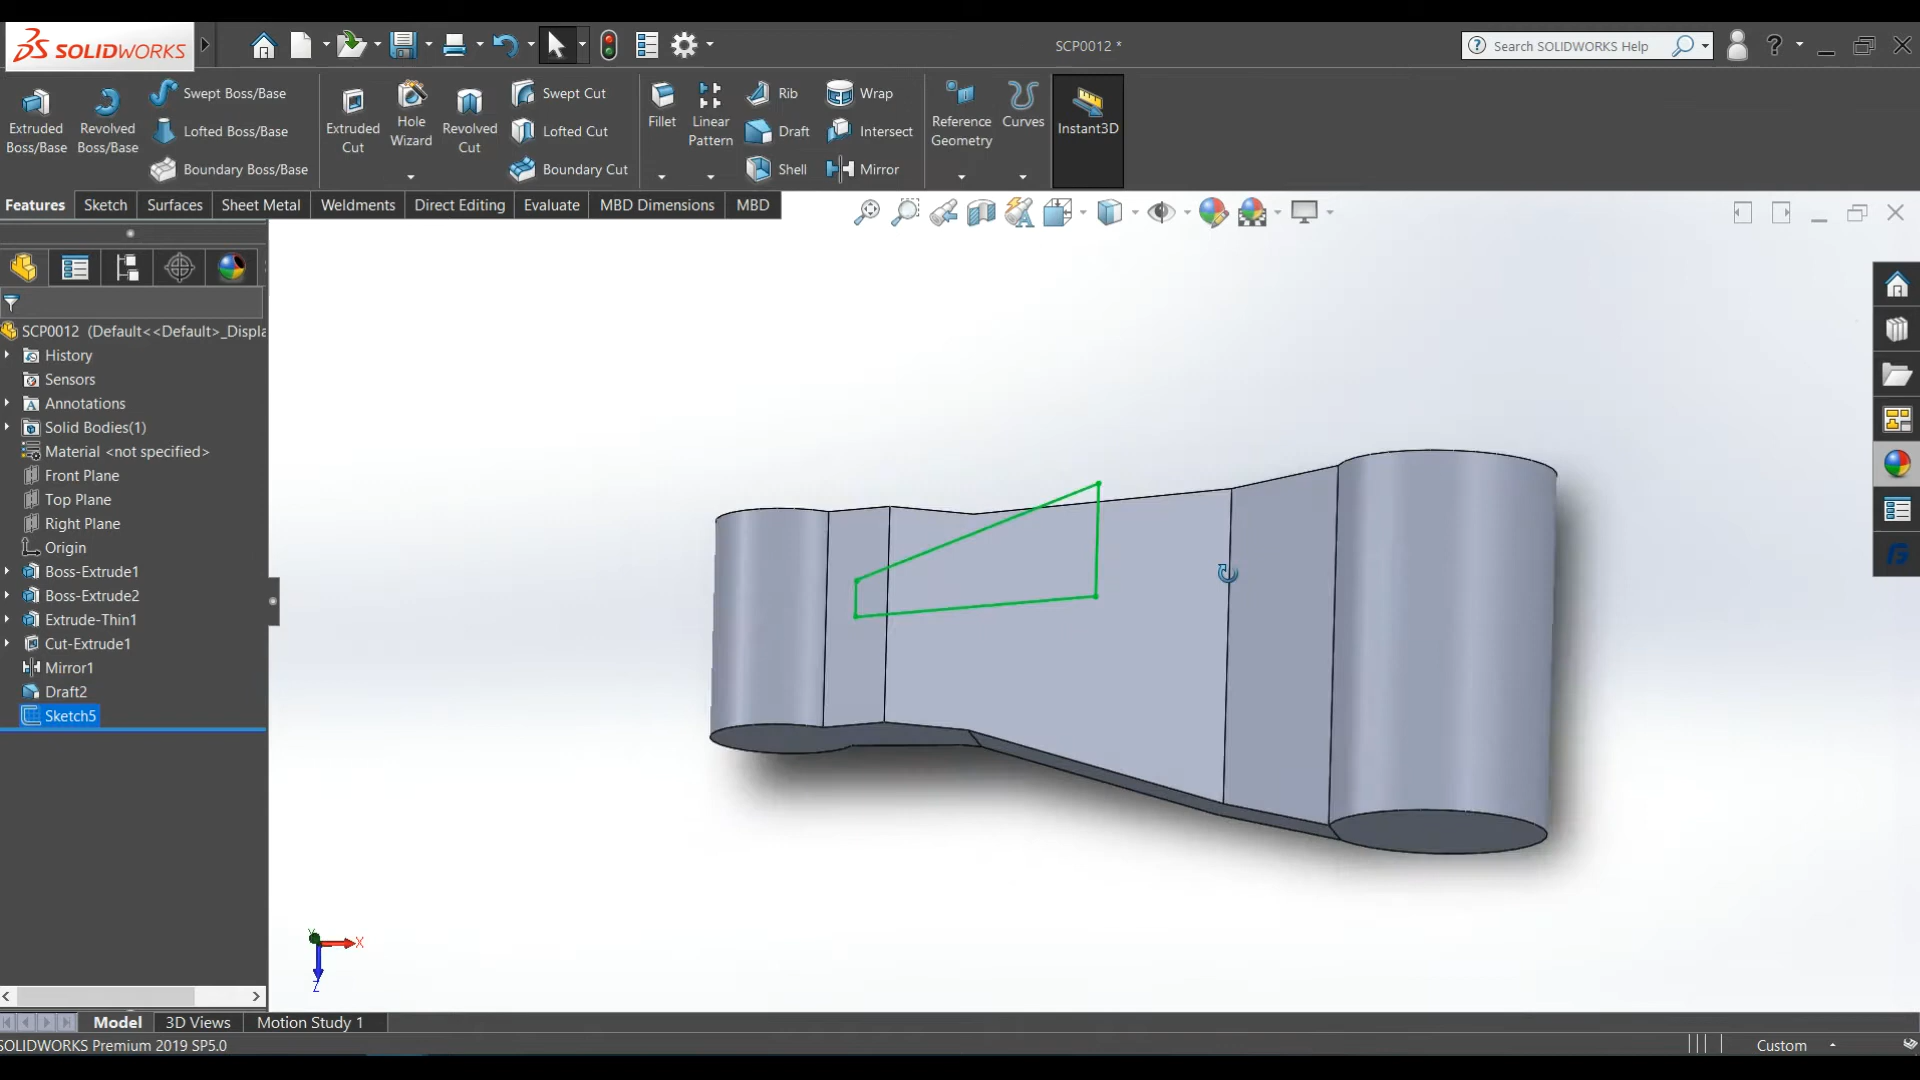 SOLIDWORKS
SCP0012 *
Search SOLIDWORKS Help
Extruded Boss/Base
Revolved Boss/Base
Swept Boss/Base
Lofted Boss/Base
Boundary Boss/Base
Extruded Cut
Hole Wizard
Revolved Cut
Swept Cut
Lofted Cut
Boundary Cut
Fillet
Linear Pattern
Rib
Draft
Shell
Wrap
Intersect
Mirror
Reference Geometry
Curves
Instant3D
Features
Sketch
Surfaces
Sheet Metal
Weldments
Direct Editing
Evaluate
MBD Dimensions
MBD
SCP0012 (Default<<Default>_Displa
History
Sensors
Annotations
Solid Bodies(1)
Material <not specified>
Front Plane
Top Plane
Right Plane
Origin
Boss-Extrude1
Boss-Extrude2
Extrude-Thin1
Cut-Extrude1
Mirror1
Draft2
Sketch5
Y
X
Z
Model
3D Views
Motion Study 1
SOLIDWORKS Premium 2019 SP5.0
Custom